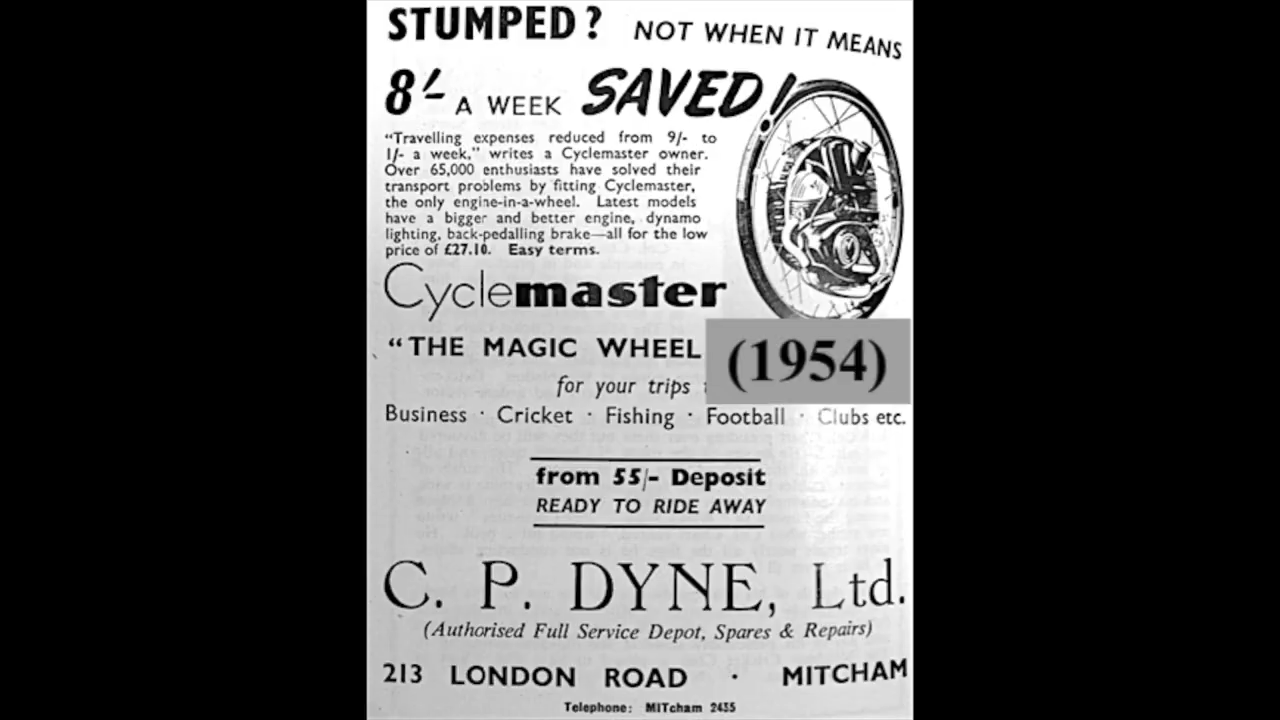 STUMPED? NOT WHEN IT MEANS
8/- A WEEK SAVED!
"Travelling expenses reduced from 9/- to
1/- a week," writes a Cyclemaster owner.
Over 65,000 enthusiasts have solved their
transport problems by fitting Cyclemaster,
the only engine-in-a-wheel. Latest models
have a bigger and better engine, dynamo
lighting, back-pedalling brake—all for the low
price of £27.10. Easy terms.
Cyclemaster
"THE MAGIC WHEEL
(1954)
for your trips
Business · Cricket · Fishing · Football · Clubs etc.
from 55/- Deposit
READY TO RIDE AWAY
C. P. DYNE, Ltd.
(Authorised Full Service Depot, Spares & Repairs)
213 LONDON ROAD · MITCHAM
Telephone: MITcham 2455